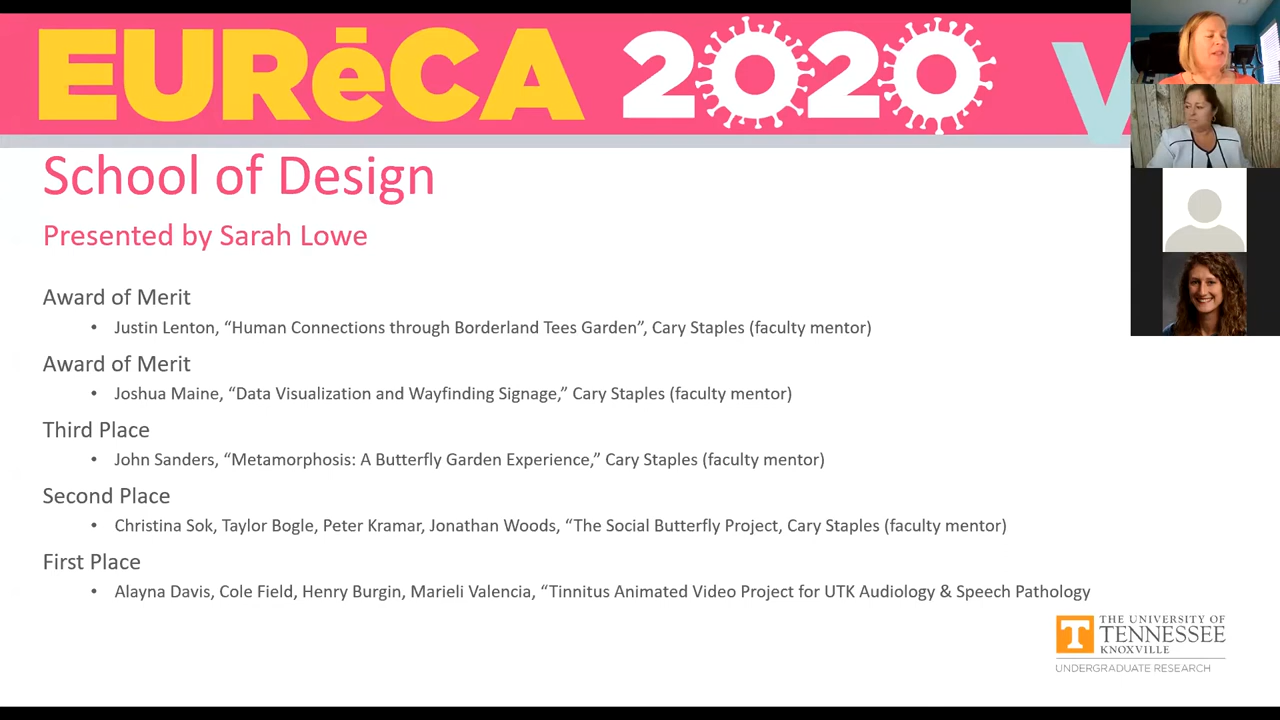 EURēCA 2020 V
School of Design
Presented by Sarah Lowe
Award of Merit
• Justin Lenton, “Human Connections through Borderland Tees Garden”, Cary Staples (faculty mentor)
Award of Merit
• Joshua Maine, “Data Visualization and Wayfinding Signage,” Cary Staples (faculty mentor)
Third Place
• John Sanders, “Metamorphosis: A Butterfly Garden Experience,” Cary Staples (faculty mentor)
Second Place
• Christina Sok, Taylor Bogle, Peter Kramar, Jonathan Woods, “The Social Butterfly Project, Cary Staples (faculty mentor)
First Place
• Alayna Davis, Cole Field, Henry Burgin, Marieli Valencia, “Tinnitus Animated Video Project for UTK Audiology & Speech Pathology
T
THE UNIVERSITY OF
TENNESSEE
KNOXVILLE
UNDERGRADUATE RESEARCH